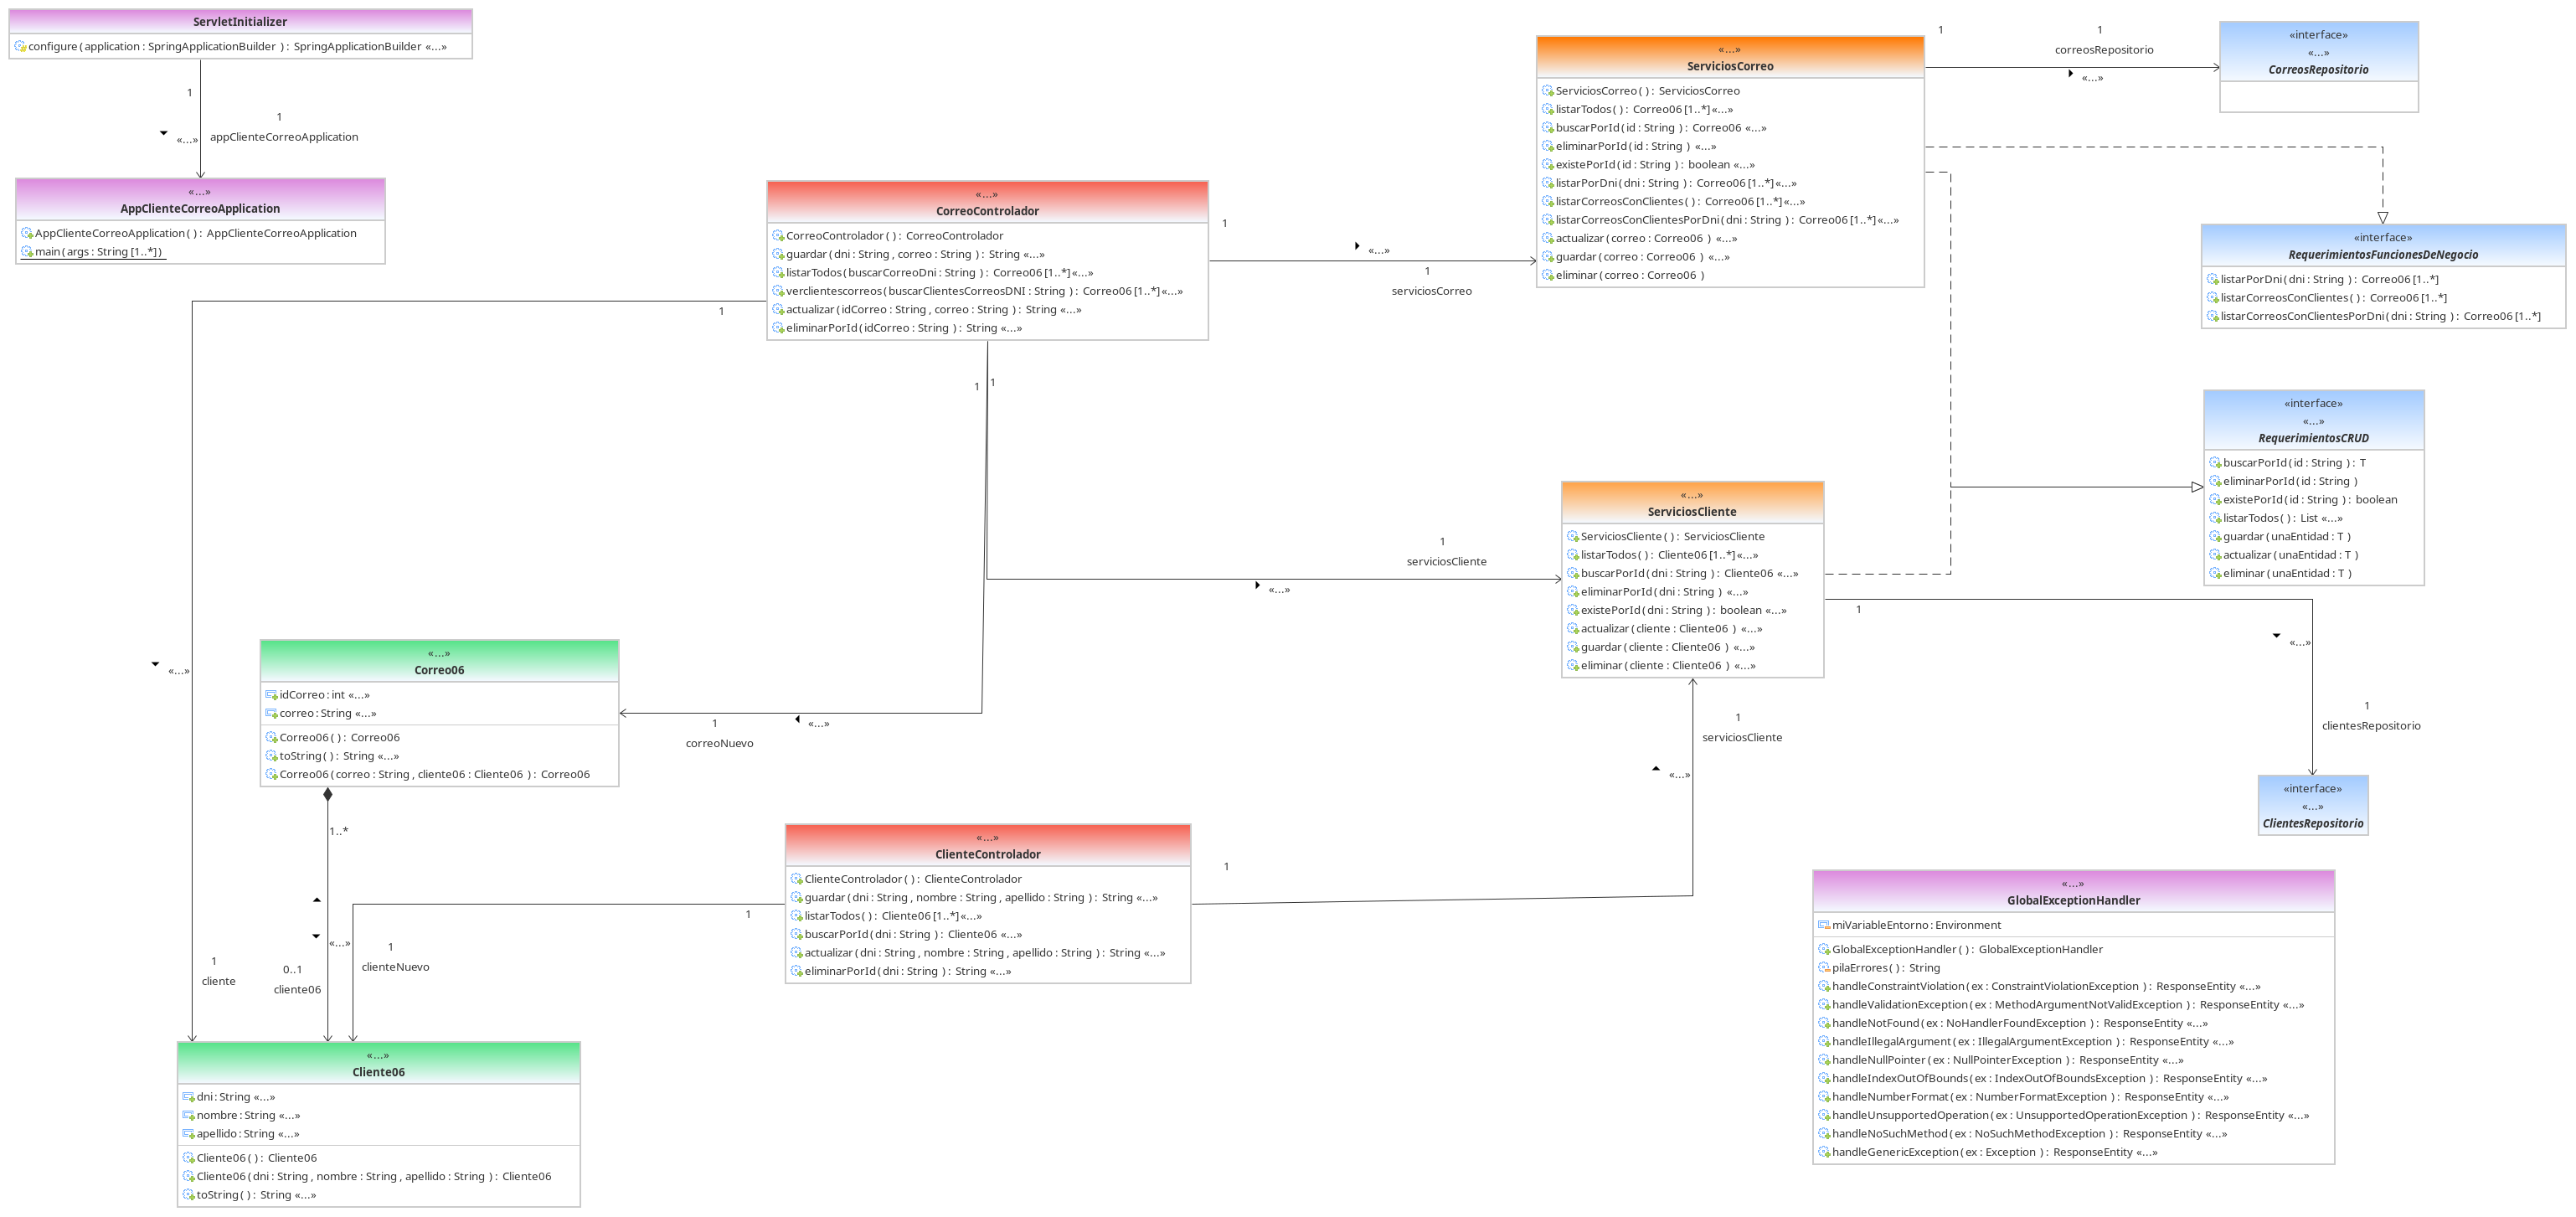 ServletInitializer
configure ( application : SpringApplicationBuilder ) : SpringApplicationBuilder «...»
1
1
appClienteCorreoApplication
«...»
«...»
AppClienteCorreoApplication
AppClienteCorreoApplication ( ) : AppClienteCorreoApplication
main ( args : String [1..*] )
«...»
CorreoControlador
CorreoControlador ( ) : CorreoControlador
guardar ( dni : String , correo : String ) : String «...»
listarTodos ( buscarCorreoDni : String ) : Correo06 [1..*] «...»
verclientescorreos ( buscarClientesCorreosDNI : String ) : Correo06 [1..*] «...»
actualizar ( idCorreo : String , correo : String ) : String «...»
eliminarPorId ( idCorreo : String ) : String «...»
1
«...»
1
serviciosCorreo
«...»
ServiciosCorreo
ServiciosCorreo ( ) : ServiciosCorreo
listarTodos ( ) : Correo06 [1..*] «...»
buscarPorId ( id : String ) : Correo06 «...»
eliminarPorId ( id : String ) «...»
existePorId ( id : String ) : boolean «...»
listarPorDni ( dni : String ) : Correo06 [1..*] «...»
listarCorreosConClientes ( ) : Correo06 [1..*] «...»
listarCorreosConClientesPorDni ( dni : String ) : Correo06 [1..*] «...»
actualizar ( correo : Correo06 ) «...»
guardar ( correo : Correo06 ) «...»
eliminar ( correo : Correo06 )
1
1
correosRepositorio
«...»
«interface»
«...»
CorreosRepositorio
«interface»
RequerimientosFuncionesDeNegocio
listarPorDni ( dni : String ) : Correo06 [1..*]
listarCorreosConClientes ( ) : Correo06 [1..*]
listarCorreosConClientesPorDni ( dni : String ) : Correo06 [1..*]
«interface»
«...»
RequerimientosCRUD
buscarPorId ( id : String ) : T
eliminarPorId ( id : String )
existePorId ( id : String ) : boolean
listarTodos ( ) : List «...»
guardar ( unaEntidad : T )
actualizar ( unaEntidad : T )
eliminar ( unaEntidad : T )
1
1
1
1
serviciosCliente
«...»
«...»
ServiciosCliente
ServiciosCliente ( ) : ServiciosCliente
listarTodos ( ) : Cliente06 [1..*] «...»
buscarPorId ( dni : String ) : Cliente06 «...»
eliminarPorId ( dni : String ) «...»
existePorId ( dni : String ) : boolean «...»
actualizar ( cliente : Cliente06 ) «...»
guardar ( cliente : Cliente06 ) «...»
eliminar ( cliente : Cliente06 ) «...»
1
«...»
1
clientesRepositorio
«interface»
«...»
ClientesRepositorio
«...»
«...»
Correo06
idCorreo : int «...»
correo : String «...»
Correo06 ( ) : Correo06
toString ( ) : String «...»
Correo06 ( correo : String , cliente06 : Cliente06 ) : Correo06
1
correoNuevo
«...»
1
serviciosCliente
«...»
1..*
«...»
0..1
cliente06
1
cliente
1
clienteNuevo
1
«...»
ClienteControlador
ClienteControlador ( ) : ClienteControlador
guardar ( dni : String , nombre : String , apellido : String ) : String «...»
listarTodos ( ) : Cliente06 [1..*] «...»
buscarPorId ( dni : String ) : Cliente06 «...»
actualizar ( dni : String , nombre : String , apellido : String ) : String «...»
eliminarPorId ( dni : String ) : String «...»
1
«...»
Cliente06
dni : String «...»
nombre : String «...»
apellido : String «...»
Cliente06 ( ) : Cliente06
Cliente06 ( dni : String , nombre : String , apellido : String ) : Cliente06
toString ( ) : String «...»
«...»
GlobalExceptionHandler
miVariableEntorno : Environment
GlobalExceptionHandler ( ) : GlobalExceptionHandler
pilaErrores ( ) : String
handleConstraintViolation ( ex : ConstraintViolationException ) : ResponseEntity «...»
handleValidationException ( ex : MethodArgumentNotValidException ) : ResponseEntity «...»
handleNotFound ( ex : NoHandlerFoundException ) : ResponseEntity «...»
handleIllegalArgument ( ex : IllegalArgumentException ) : ResponseEntity «...»
handleNullPointer ( ex : NullPointerException ) : ResponseEntity «...»
handleIndexOutOfBounds ( ex : IndexOutOfBoundsException ) : ResponseEntity «...»
handleNumberFormat ( ex : NumberFormatException ) : ResponseEntity «...»
handleUnsupportedOperation ( ex : UnsupportedOperationException ) : ResponseEntity «...»
handleNoSuchMethod ( ex : NoSuchMethodException ) : ResponseEntity «...»
handleGenericException ( ex : Exception ) : ResponseEntity «...»